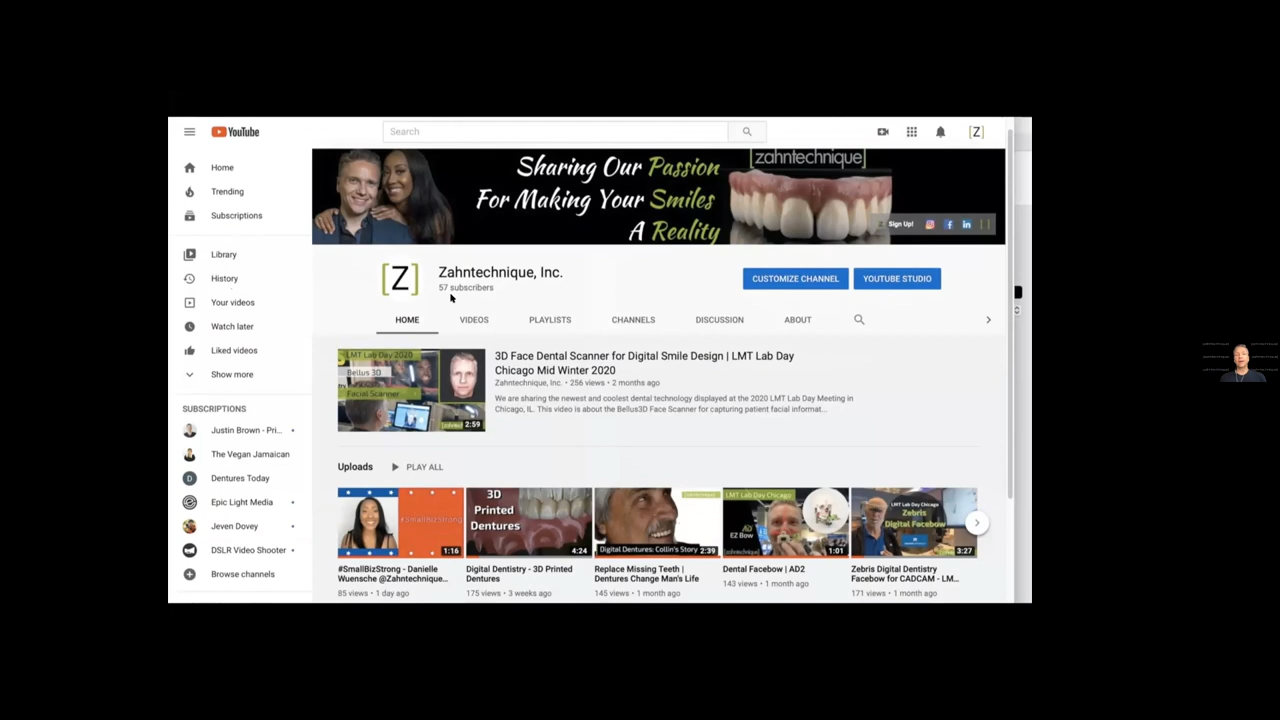 YouTube
Search
[Z]
Home
Trending
Subscriptions
Library
History
Your videos
Watch later
Liked videos
Show more
SUBSCRIPTIONS
Justin Brown - Pri...
The Vegan Jamaican
Dentures Today
Epic Light Media
Jeven Dovey
DSLR Video Shooter
Browse channels
Sharing Our Passion
For Making Your Smiles
A Reality
[zahntechnique]
Sign Up!
[Z]
Zahntechnique, Inc.
57 subscribers
CUSTOMIZE CHANNEL
YOUTUBE STUDIO
HOME
VIDEOS
PLAYLISTS
CHANNELS
DISCUSSION
ABOUT
LMT Lab Day 2020
Bellus 3D
Facial Scanner
2:59
3D Face Dental Scanner for Digital Smile Design | LMT Lab Day
Chicago Mid Winter 2020
Zahntechnique, Inc. • 256 views • 2 months ago
We are sharing the newest and coolest dental technology displayed at the 2020 LMT Lab Day Meeting in
Chicago, IL. This video is about the Bellus3D Face Scanner for capturing patient facial informat...
Uploads
PLAY ALL
#SmallBizStrong
1:16
#SmallBizStrong - Danielle
Wuensche @Zahntechnique...
85 views • 1 day ago
3D
Printed
Dentures
4:24
Digital Dentistry - 3D Printed
Dentures
175 views • 3 weeks ago
Digital Dentures: Collin's Story
2:39
Replace Missing Teeth |
Dentures Change Man's Life
145 views • 1 month ago
LMT Lab Day Chicago
AD
EZ Bow
1:01
Dental Facebow | AD2
143 views • 1 month ago
LMT Lab Day Chicago
Zebris
Digital Facebow
3:27
Zebris Digital Dentistry
Facebow for CADCAM - LM...
171 views • 1 month ago